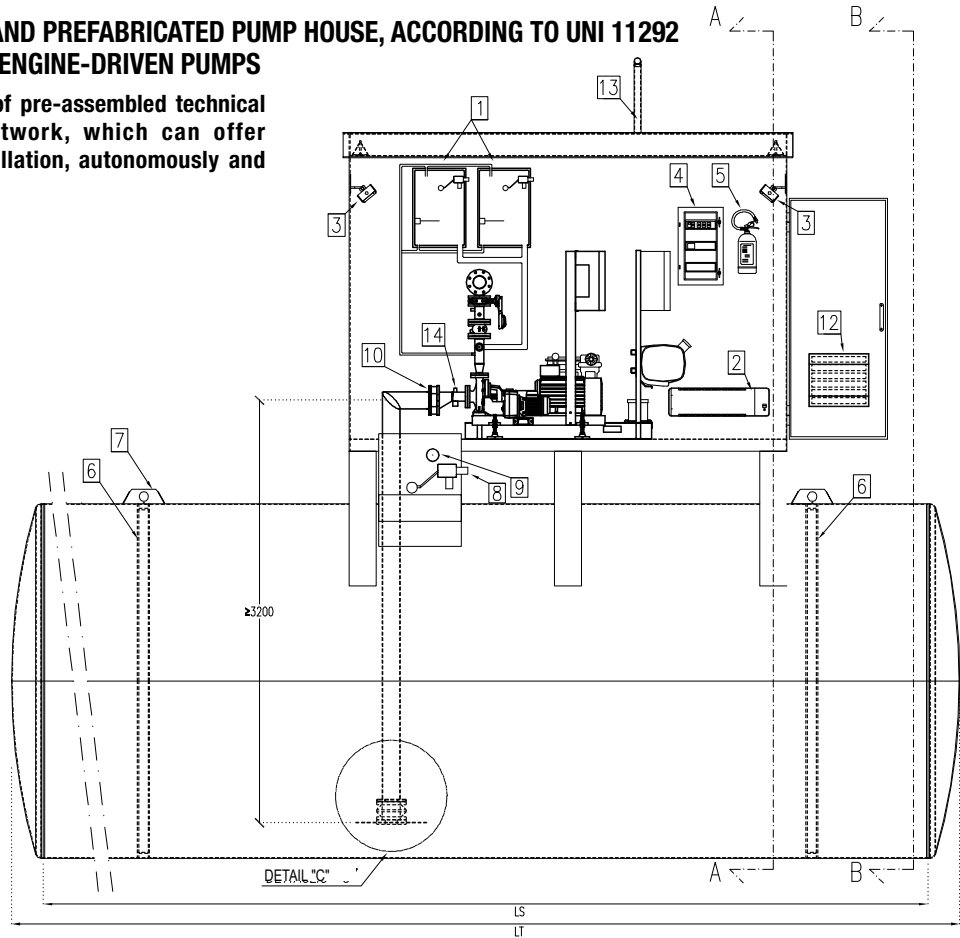 AND PREFABRICATED PUMP HOUSE, ACCORDING TO UNI 11292
ENGINE-DRIVEN PUMPS
of pre-assembled technical
twork, which can offer
llation, autonomously and
A
B
13
1
4
5
3
3
14
10
12
2
7
6
9
8
6
≥3200
DETAIL "C"
A
B
LS
LT